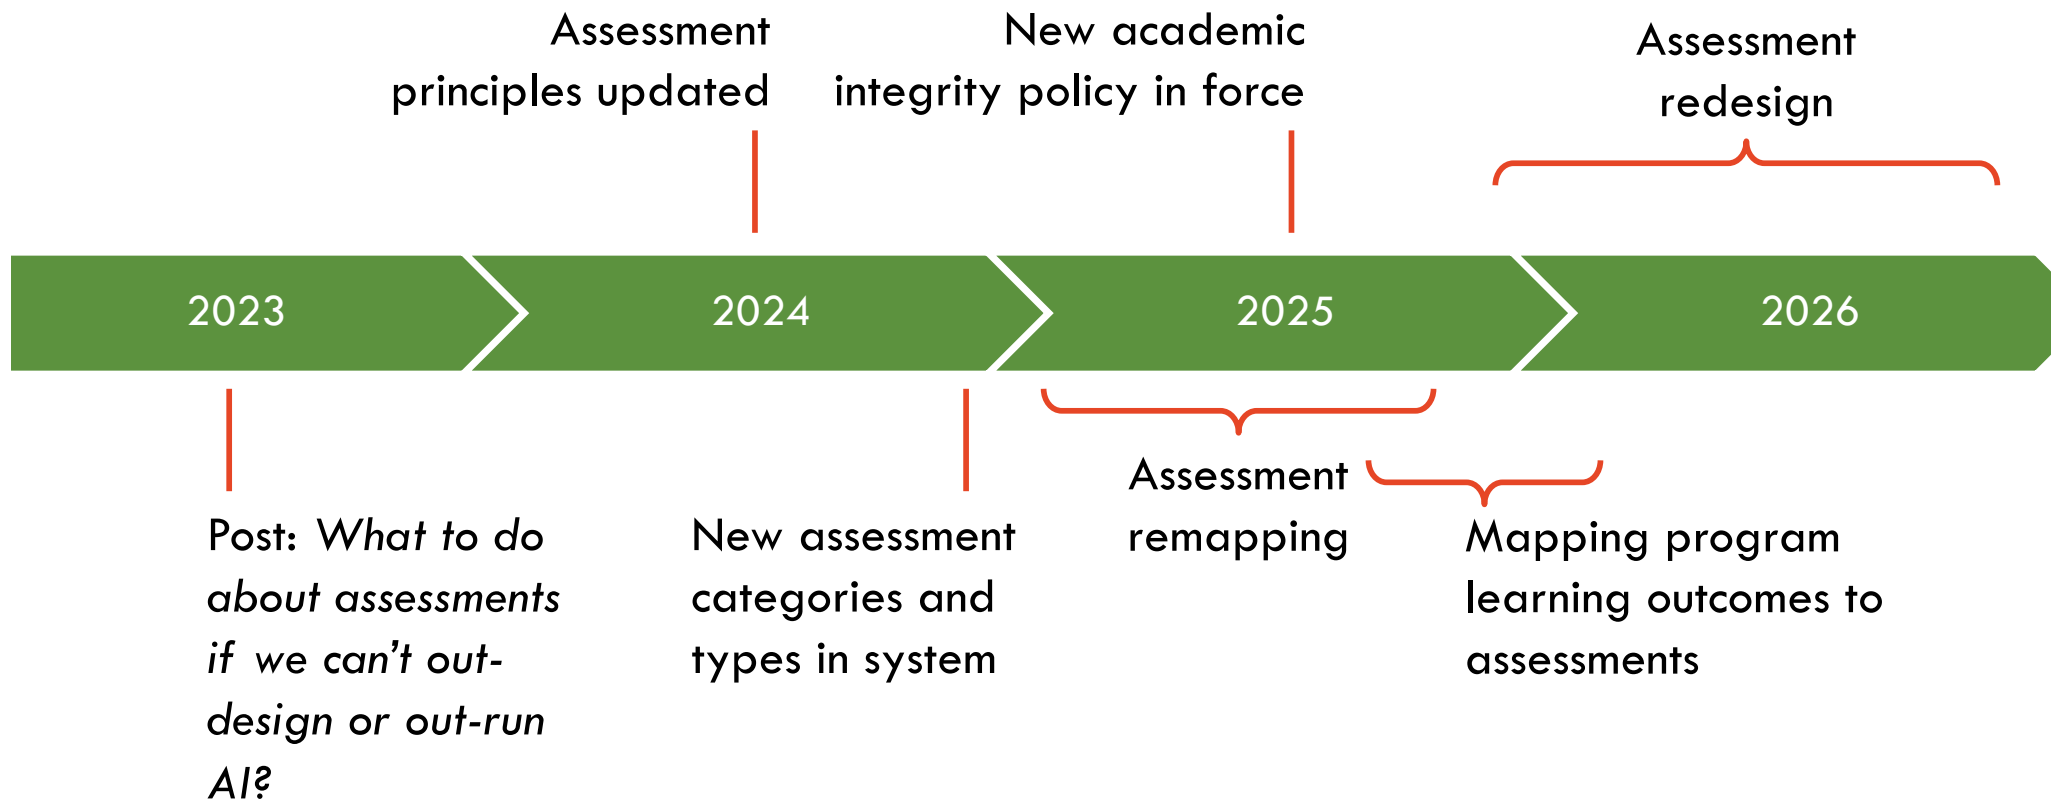 Assessment
principles updated
New academic
integrity policy in force
Assessment
redesign
2023
2024
2025
2026
Post: What to do
about assessments
if we can't out-
design or out-run
AI?
New assessment
categories and
types in system
Assessment
remapping
Mapping program
learning outcomes to
assessments